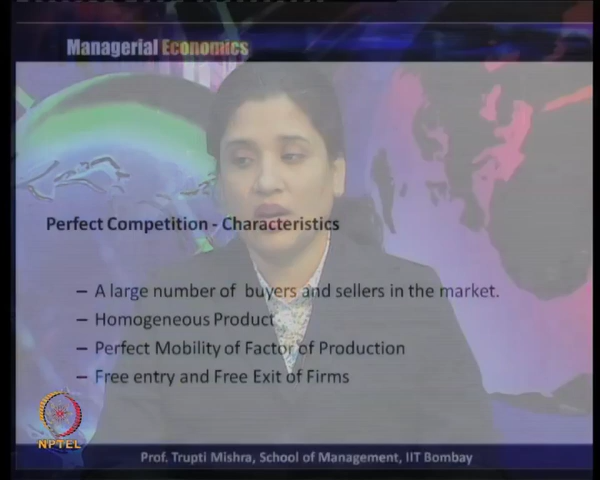 Managerial Economics
Perfect Competition - Characteristics
– A large number of buyers and sellers in the market.
– Homogeneous Product
– Perfect Mobility of Factor of Production
– Free entry and Free Exit of Firms
NPTEL
Prof. Trupti Mishra, School of Management, IIT Bombay